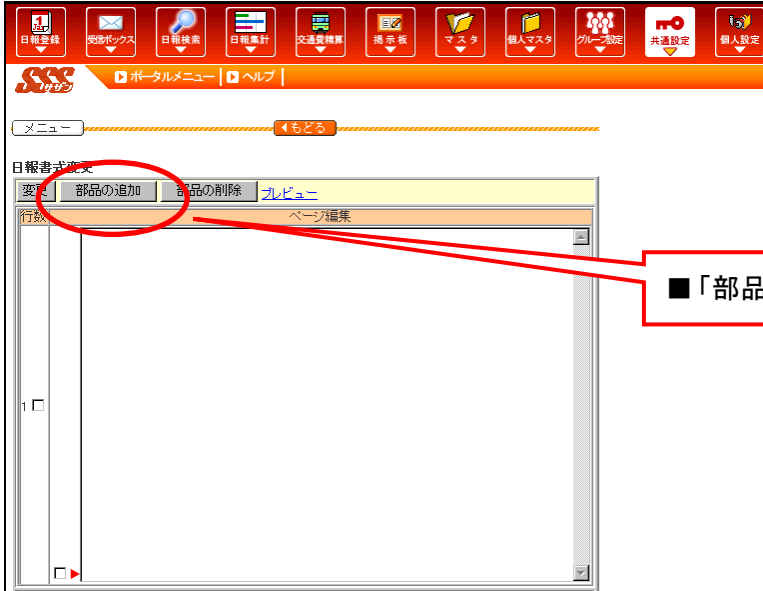 日報登録 受信ボックス 日報検索 日報集計 交通費精算 掲示板 マスタ 個人マスタ グループ設定 共通設定 個人設定
SSS サザン ポータルメニュー ヘルプ
メニュー もどる
日報書式変更
変更 部品の追加 部品の削除 プレビュー
行数 ページ編集
■「部品
1